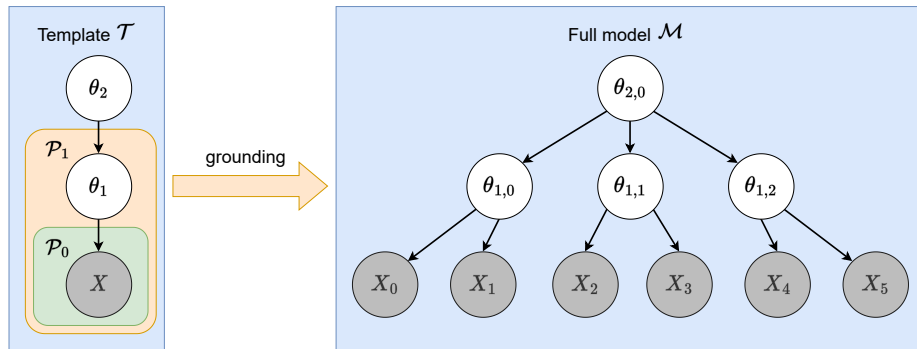 Template 𝒯
θ₂
𝒫₁
θ₁
𝒫₀
X
grounding
Full model ℳ
θ₂,₀
θ₁,₀
θ₁,₁
θ₁,₂
X₀
X₁
X₂
X₃
X₄
X₅